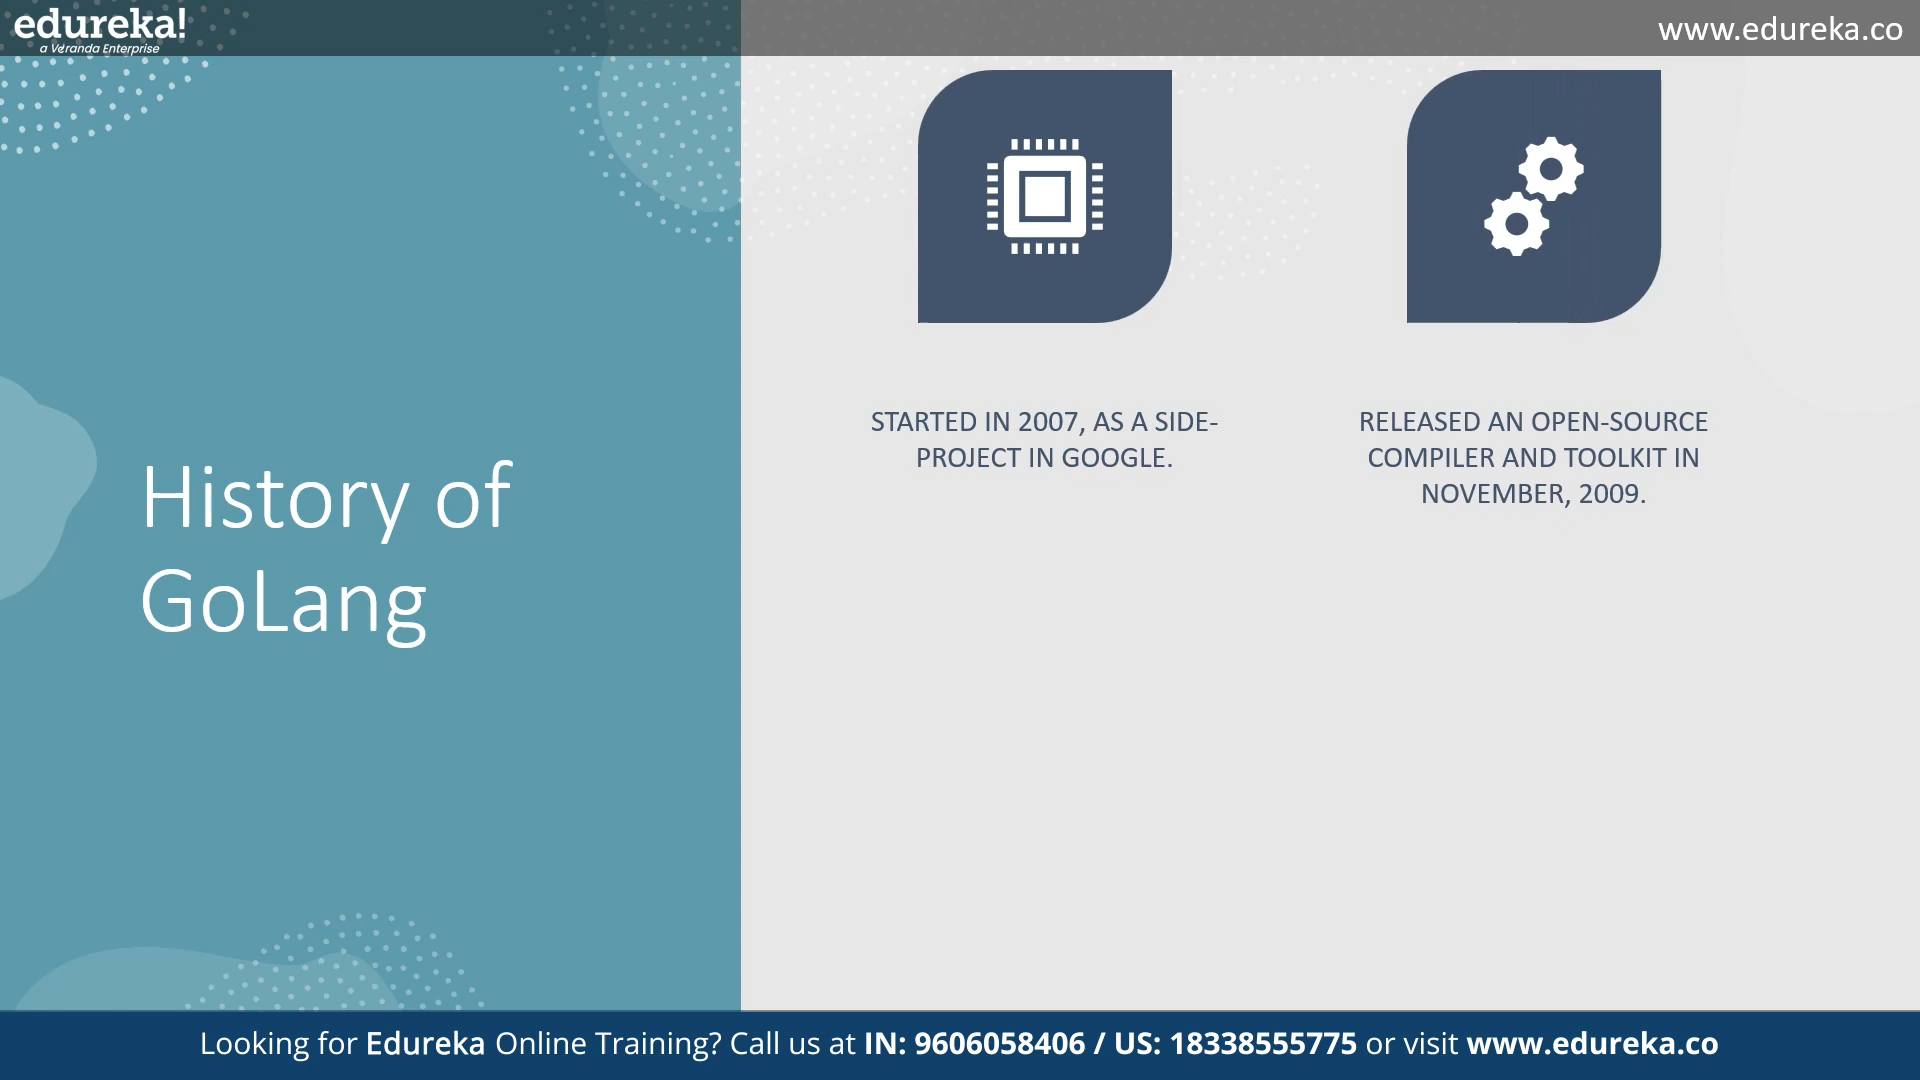 edureka!
a Veranda Enterprise
www.edureka.co
History of
GoLang
STARTED IN 2007, AS A SIDE-
PROJECT IN GOOGLE.
RELEASED AN OPEN-SOURCE
COMPILER AND TOOLKIT IN
NOVEMBER, 2009.
Looking for Edureka Online Training? Call us at IN: 9606058406 / US: 18338555775 or visit www.edureka.co